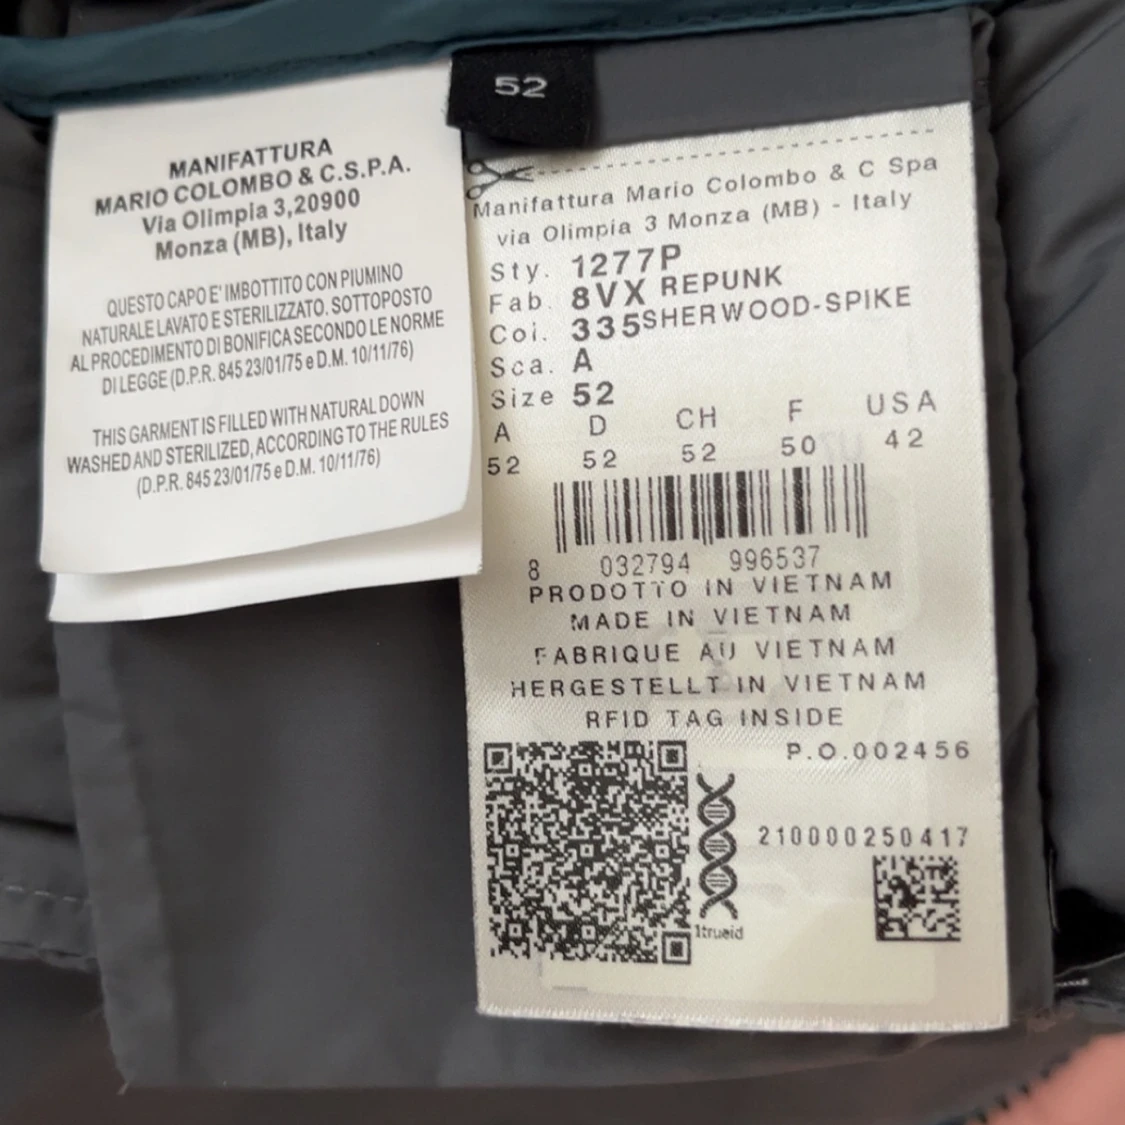 52
MANIFATTURA
MARIO COLOMBO & C.S.P.A.
Via Olimpia 3,20900
Monza (MB), Italy
QUESTO CAPO E' IMBOTTITO CON PIUMINO
NATURALE LAVATO E STERILIZZATO. SOTTOPOSTO
AL PROCEDIMENTO DI BONIFICA SECONDO LE NORME
DI LEGGE (D.P.R. 845 23/01/75 e D.M. 10/11/76)
THIS GARMENT IS FILLED WITH NATURAL DOWN
WASHED AND STERILIZED, ACCORDING TO THE RULES
(D.P.R. 845 23/01/75 e D.M. 10/11/76)
Manifattura Mario Colombo & C Spa
via Olimpia 3 Monza (MB) - Italy
Sty. 1277P
Fab. 8VX REPUNK
Col. 335 SHERWOOD-SPIKE
Sca. A
Size 52
A D CH F USA
52 52 52 50 42
8 032794 996537
PRODOTTO IN VIETNAM
MADE IN VIETNAM
FABRIQUE AU VIETNAM
HERGESTELLT IN VIETNAM
RFID TAG INSIDE
P.O.002456
210000250417
1trueid